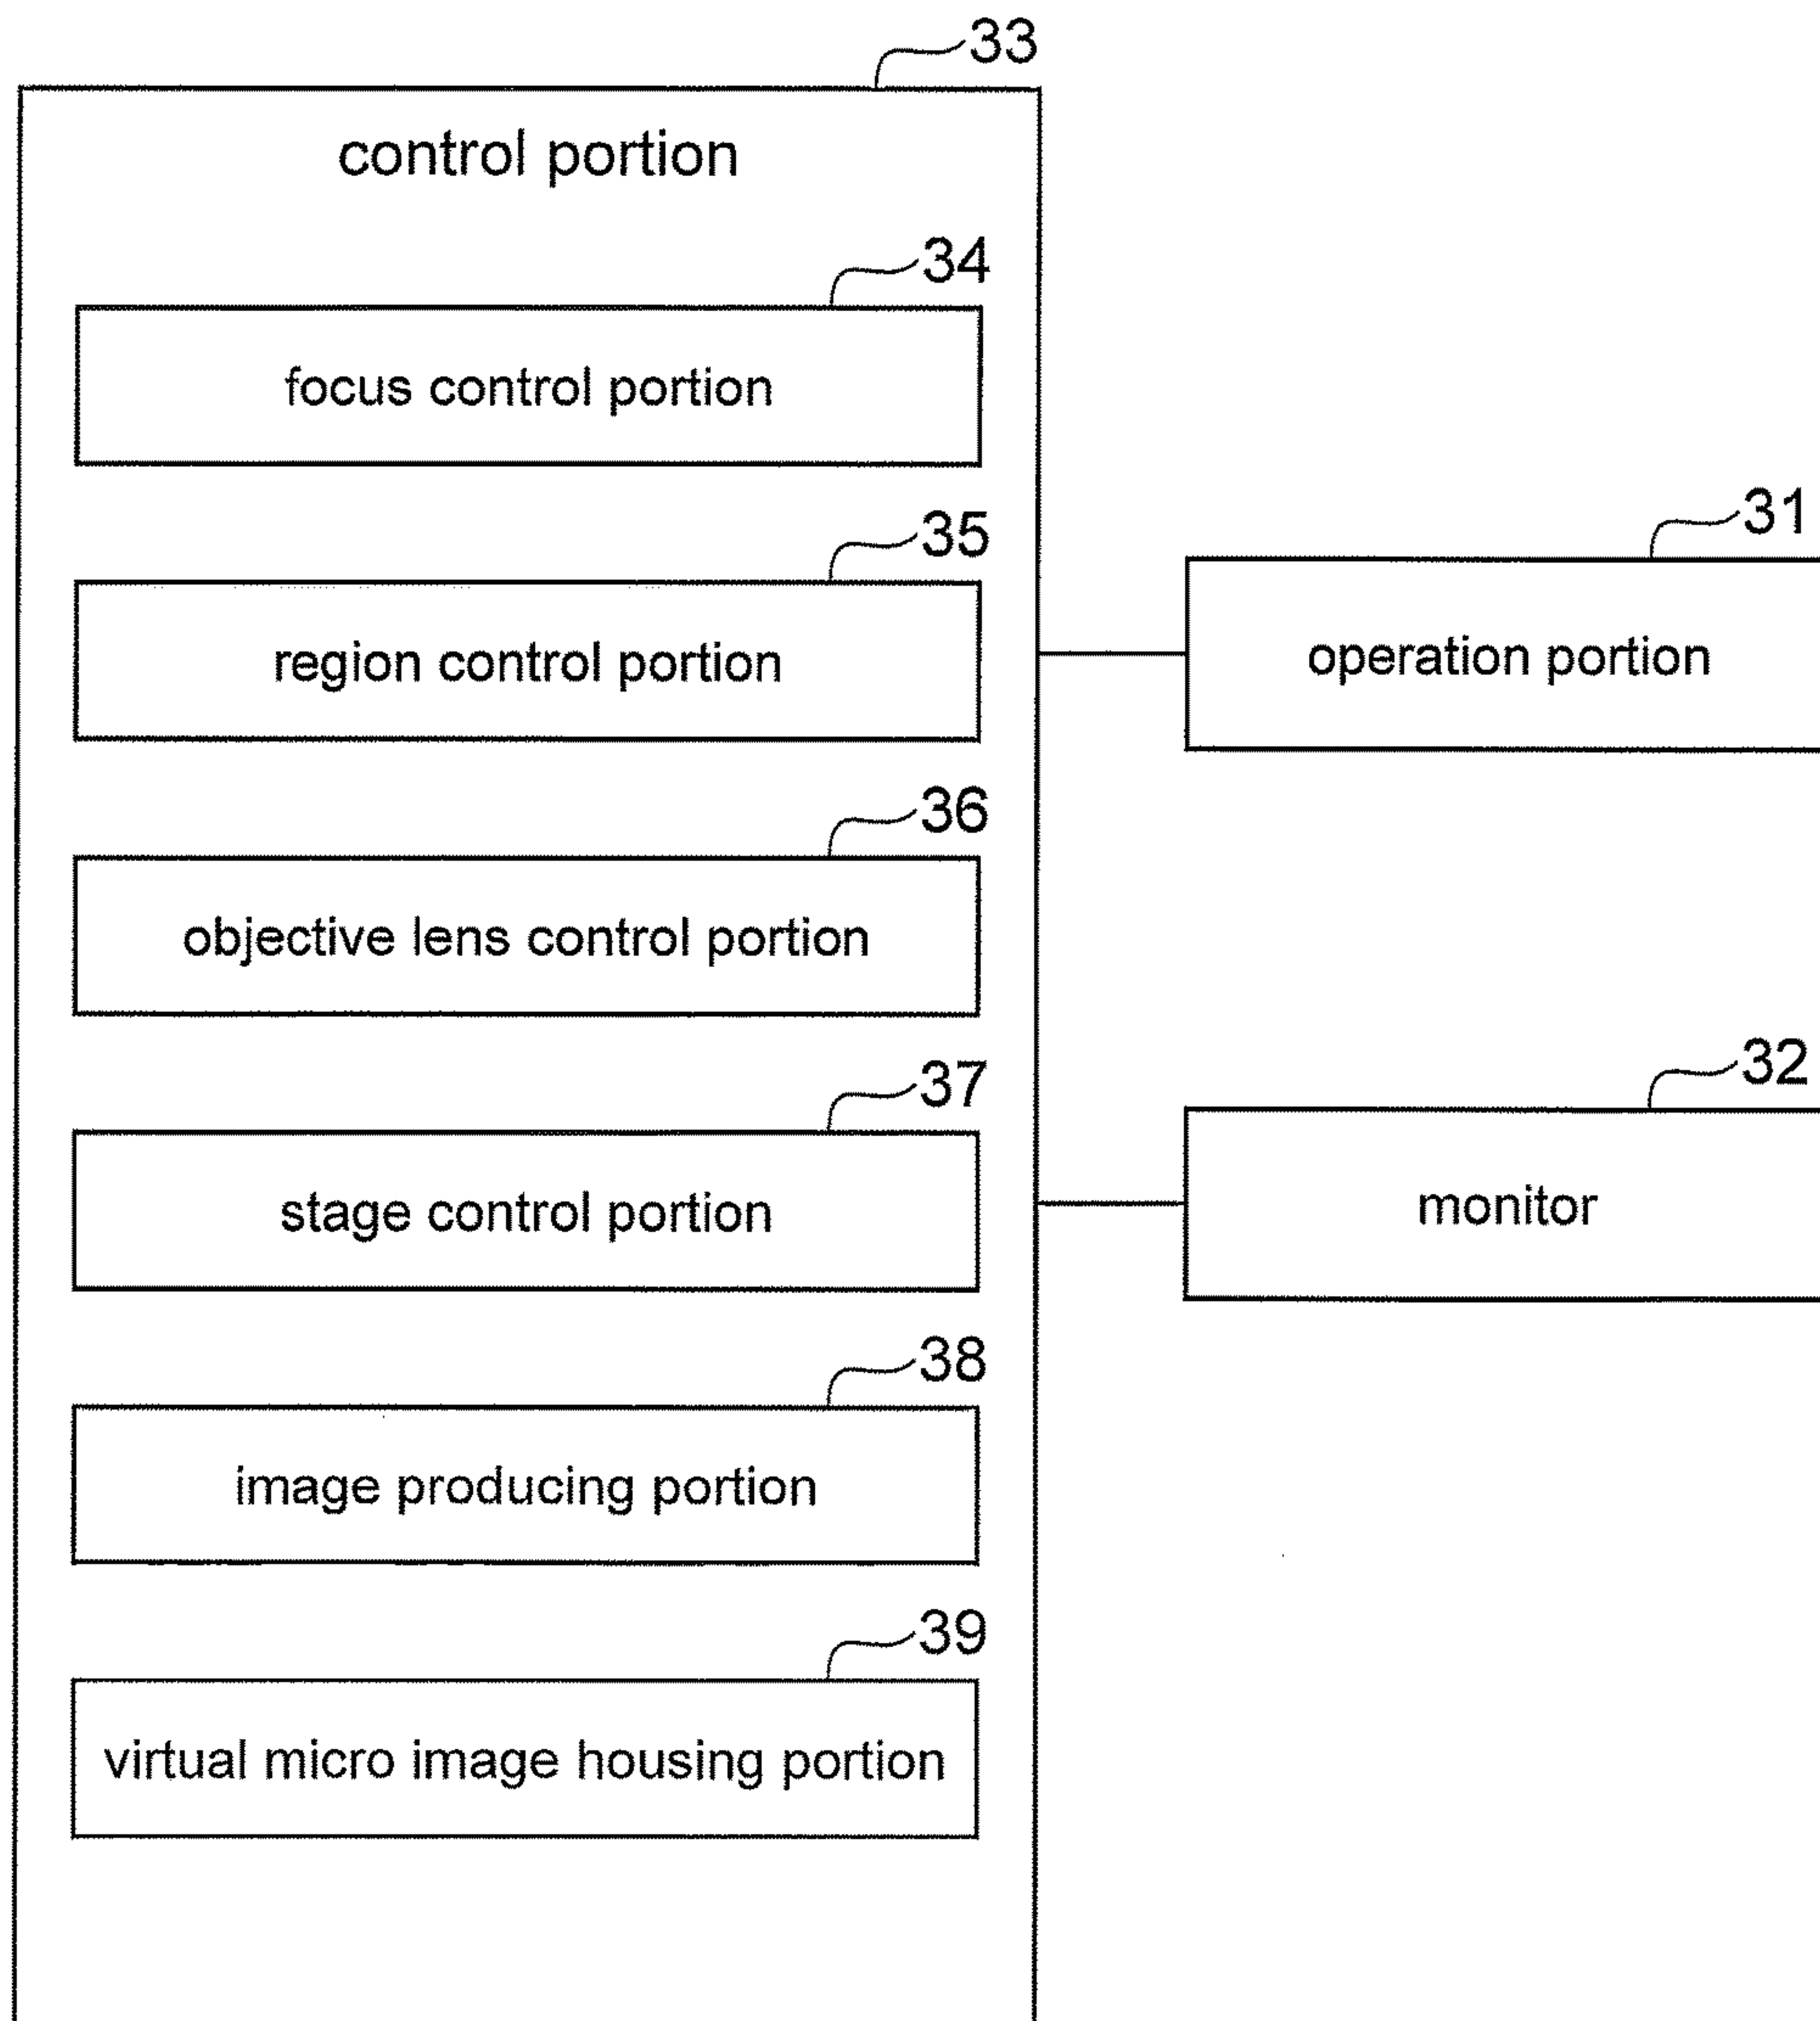 33
control portion
34
focus control portion
35
region control portion
31
operation portion
36
objective lens control portion
32
monitor
37
stage control portion
38
image producing portion
39
virtual micro image housing portion